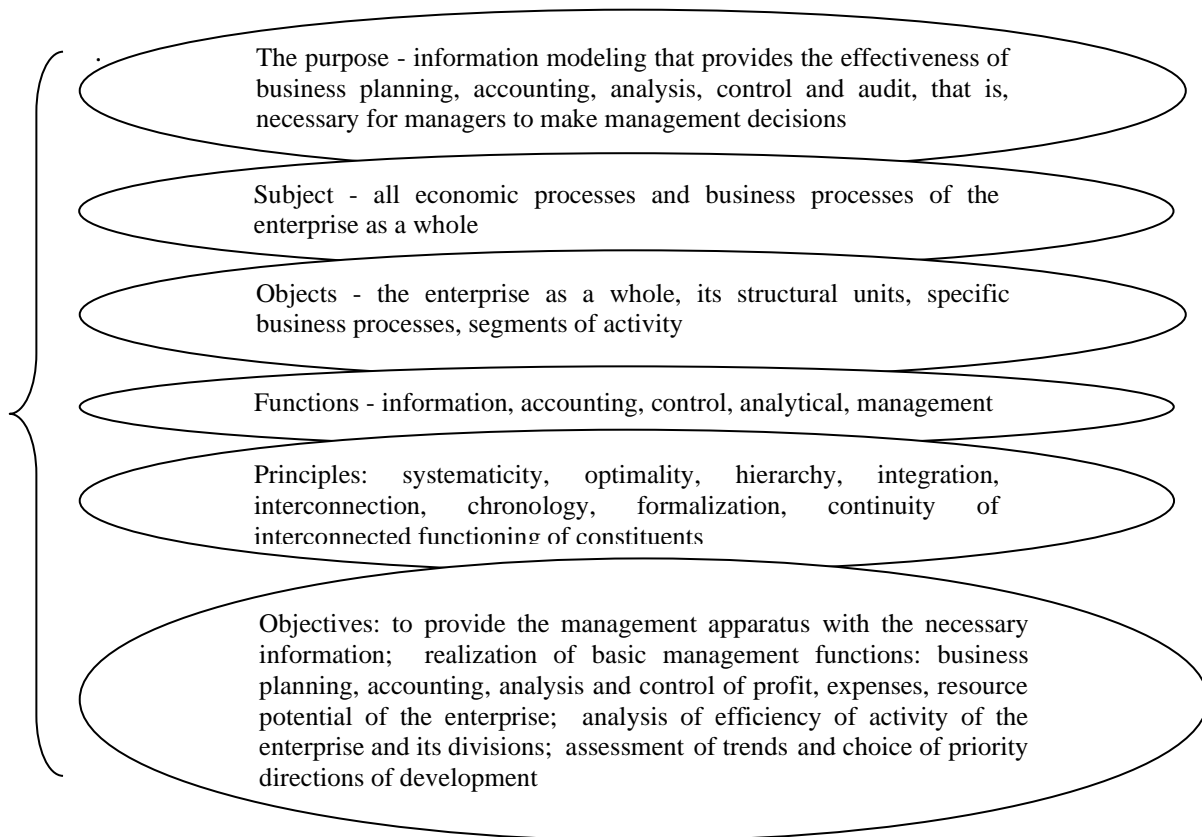 The purpose - information modeling that provides the effectiveness of
business planning, accounting, analysis, control and audit, that is,
necessary for managers to make management decisions
Subject - all economic processes and business processes of the
enterprise as a whole
Objects - the enterprise as a whole, its structural units, specific
business processes, segments of activity
Functions - information, accounting, control, analytical, management
Principles: systematicity, optimality, hierarchy, integration,
interconnection, chronology, formalization, continuity of
interconnected functioning of constituents
Objectives: to provide the management apparatus with the necessary
information; realization of basic management functions: business
planning, accounting, analysis and control of profit, expenses, resource
potential of the enterprise; analysis of efficiency of activity of the
enterprise and its divisions; assessment of trends and choice of priority
directions of development